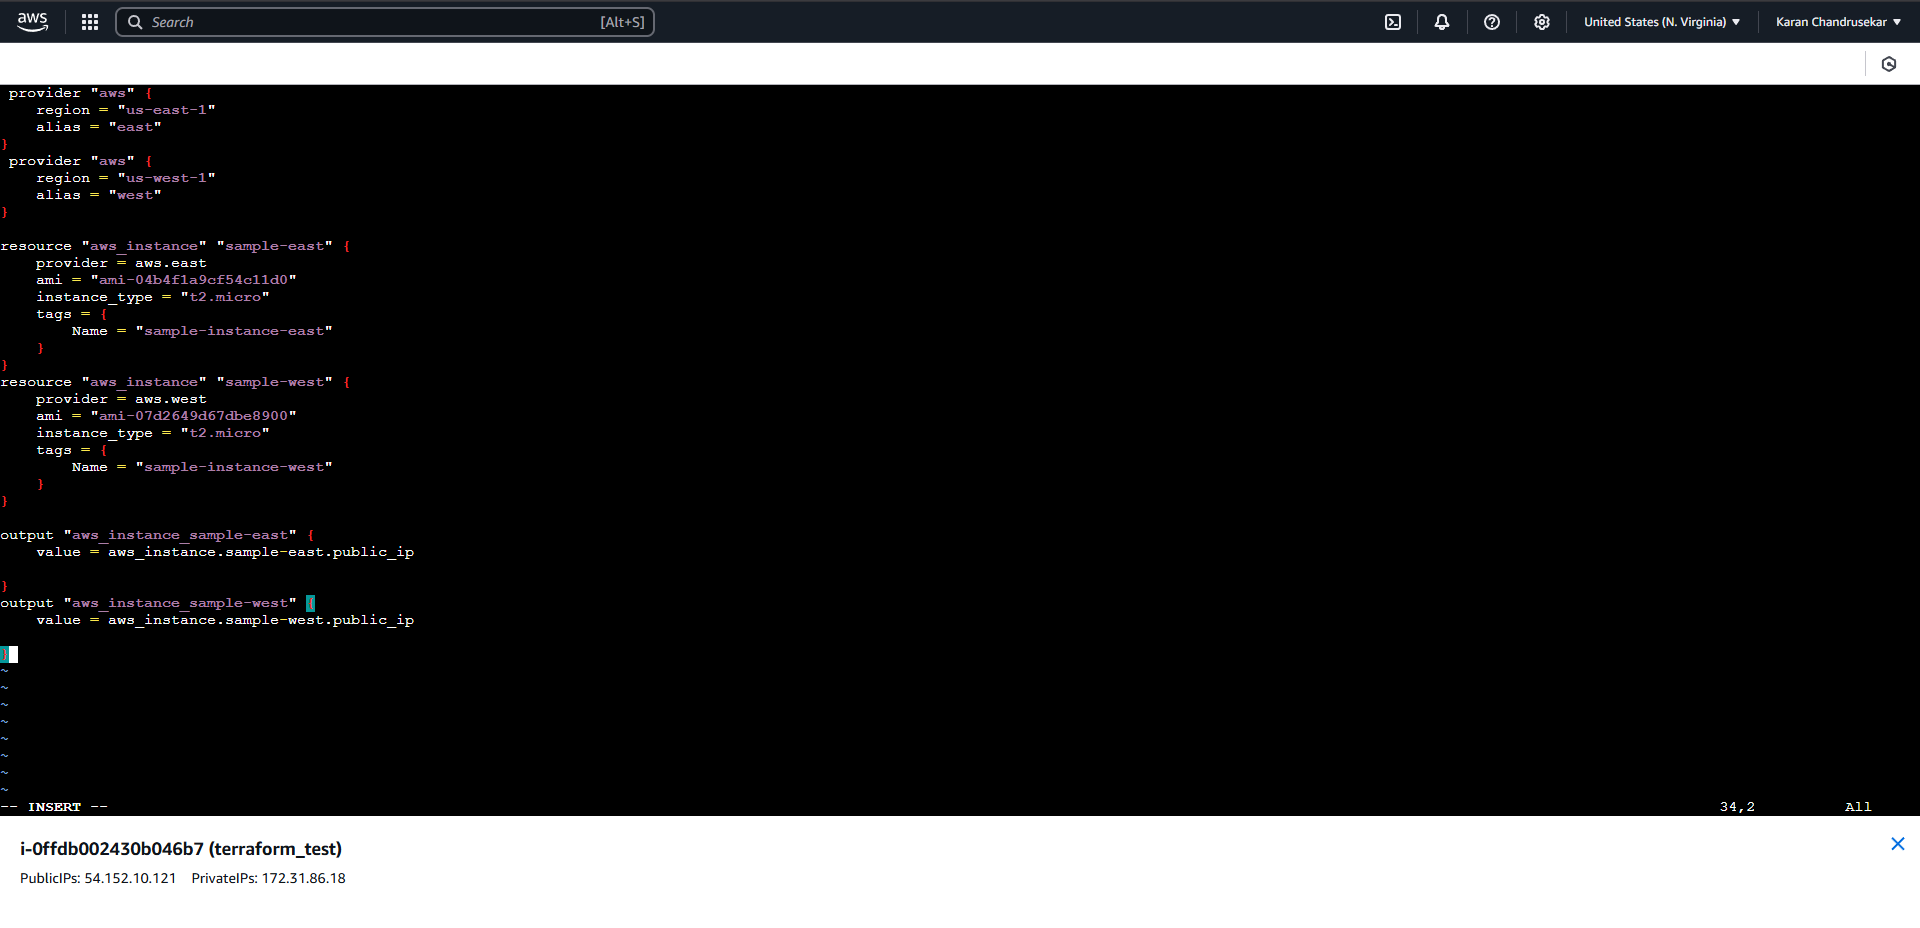 aws
Search [Alt+S]
United States (N. Virginia)
Karan Chandrusekar
 provider "aws" {
    region = "us-east-1"
    alias = "east"
}
 provider "aws" {
    region = "us-west-1"
    alias = "west"
}

resource "aws_instance" "sample-east" {
    provider = aws.east
    ami = "ami-04b4f1a9cf54c11d0"
    instance_type = "t2.micro"
    tags = {
        Name = "sample-instance-east"
    }
}
resource "aws_instance" "sample-west" {
    provider = aws.west
    ami = "ami-07d2649d67dbe8900"
    instance_type = "t2.micro"
    tags = {
        Name = "sample-instance-west"
    }
}

output "aws_instance_sample-east" {
    value = aws_instance.sample-east.public_ip

}
output "aws_instance_sample-west" {
    value = aws_instance.sample-west.public_ip

}
~
~
~
~
~
~
~
~
-- INSERT -- 34,2 All
i-0ffdb002430b046b7 (terraform_test)
PublicIPs: 54.152.10.121 PrivateIPs: 172.31.86.18